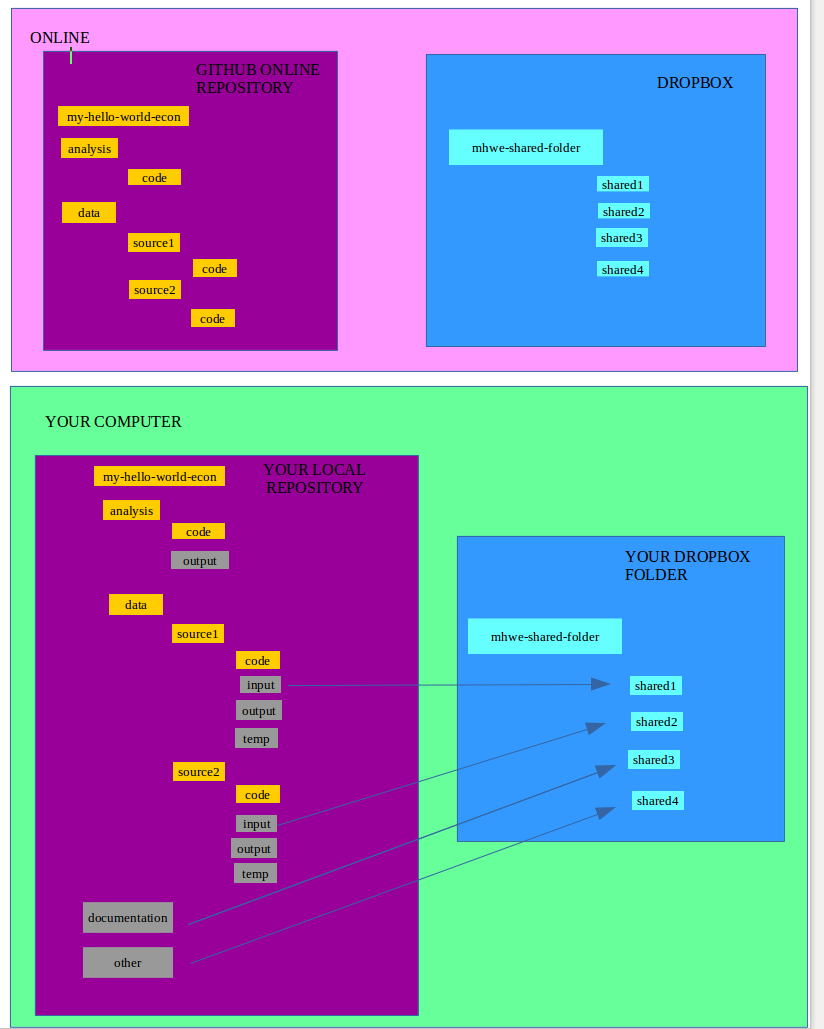 ONLINE
GITHUB ONLINE
REPOSITORY
my-hello-world-econ
analysis
code
data
source1
code
source2
code
DROPBOX
mhwe-shared-folder
shared1
shared2
shared3
shared4
YOUR COMPUTER
YOUR LOCAL
REPOSITORY
my-hello-world-econ
analysis
code
output
data
source1
code
input
output
temp
source2
code
input
output
temp
documentation
other
YOUR DROPBOX
FOLDER
mhwe-shared-folder
shared1
shared2
shared3
shared4